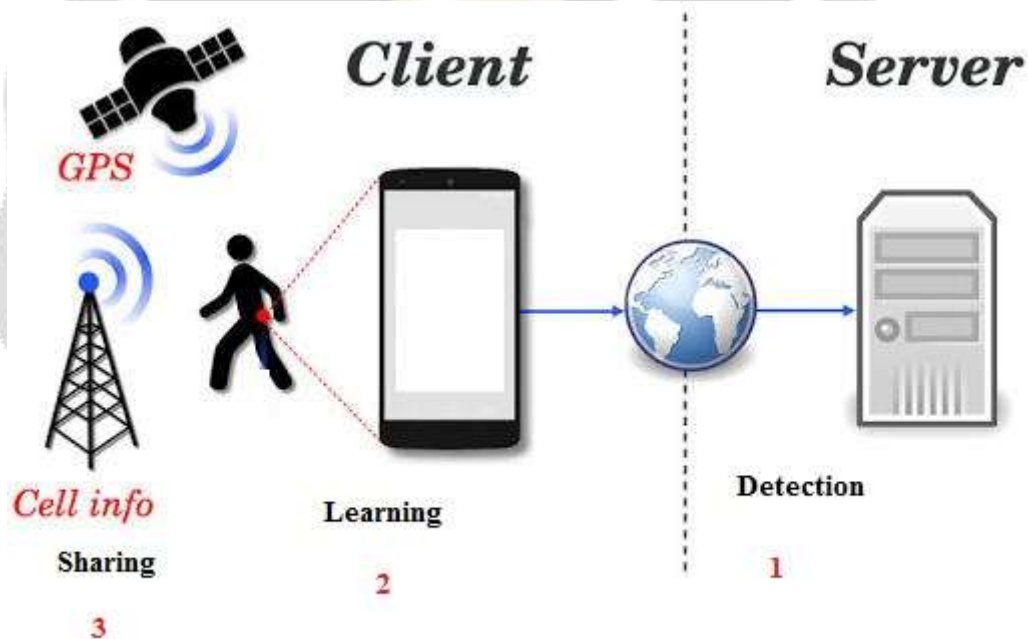 Client
Server
GPS
Cell info
Learning
Detection
Sharing
2
1
3